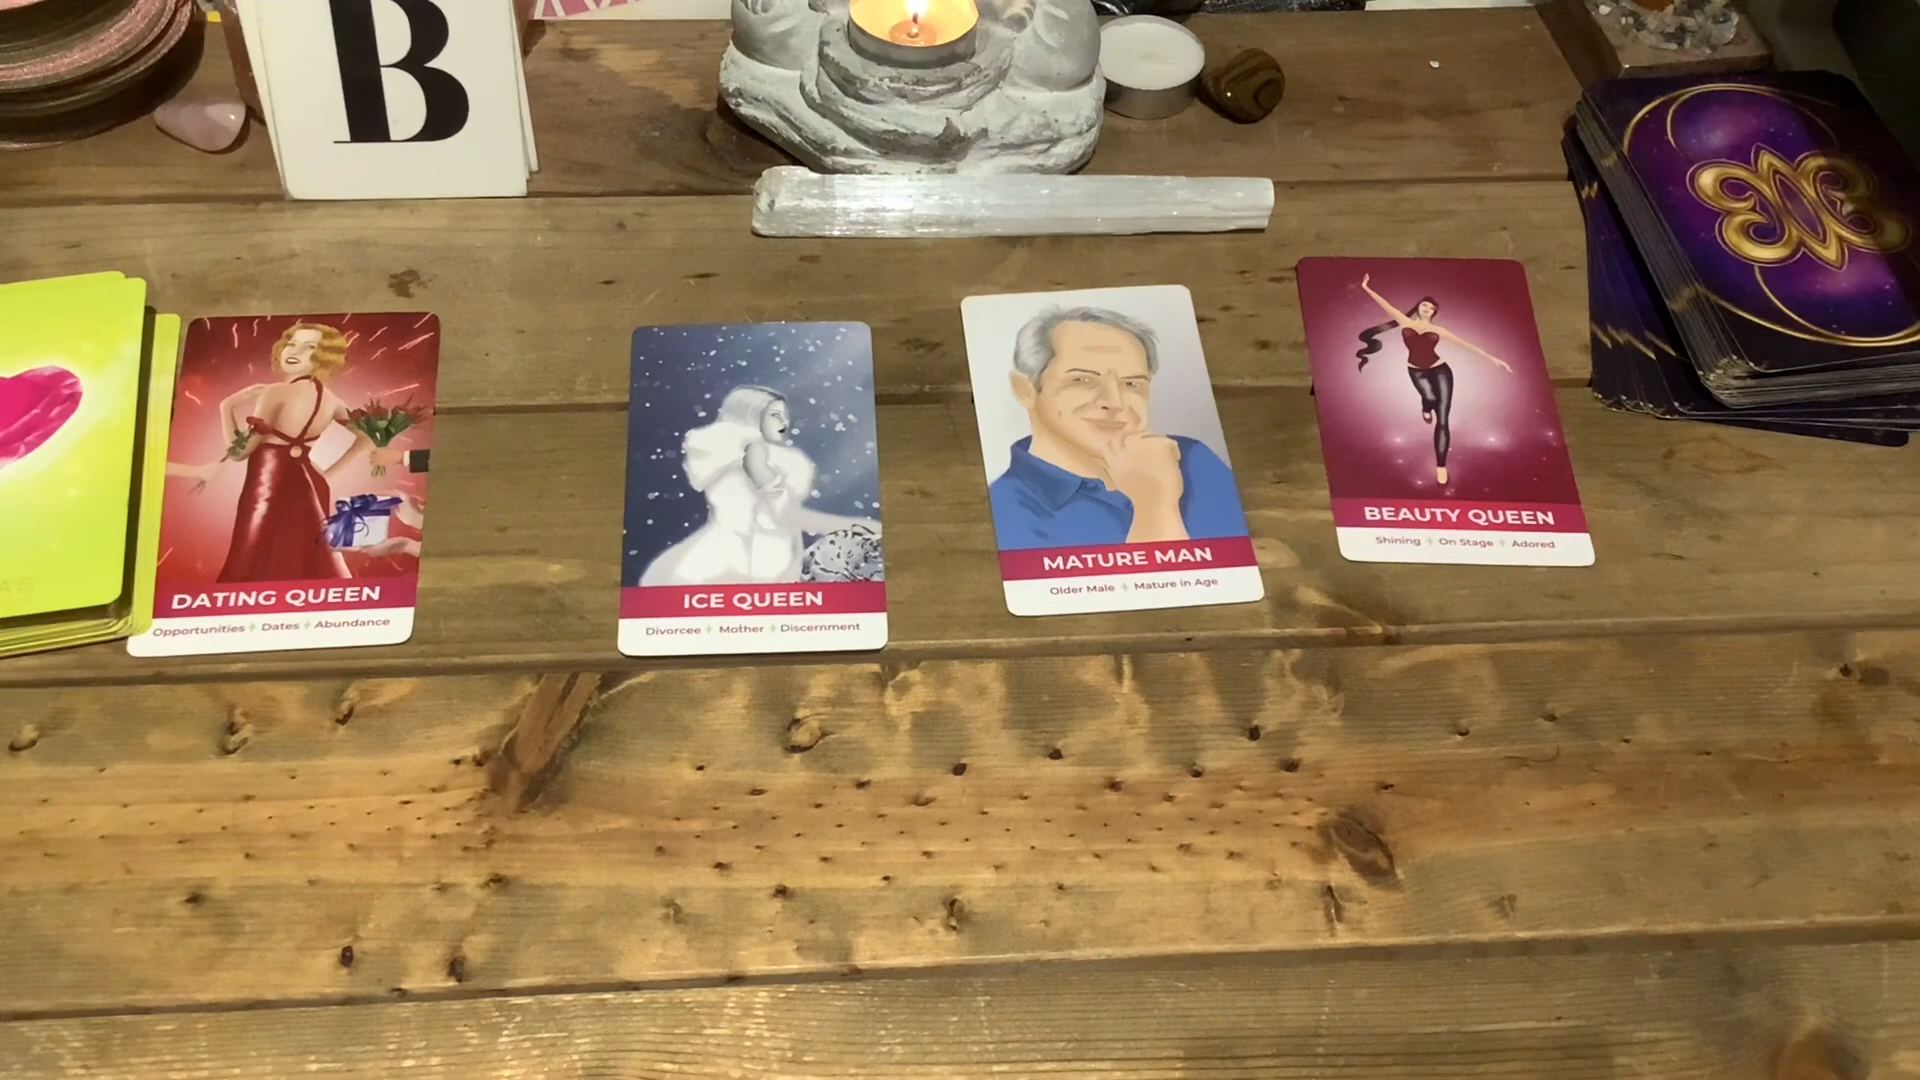 B
DATING QUEEN
Opportunities Dates Abundance
ICE QUEEN
Divorcee Mother Discernment
MATURE MAN
Older Male Mature in Age
BEAUTY QUEEN
Shining On Stage Adored